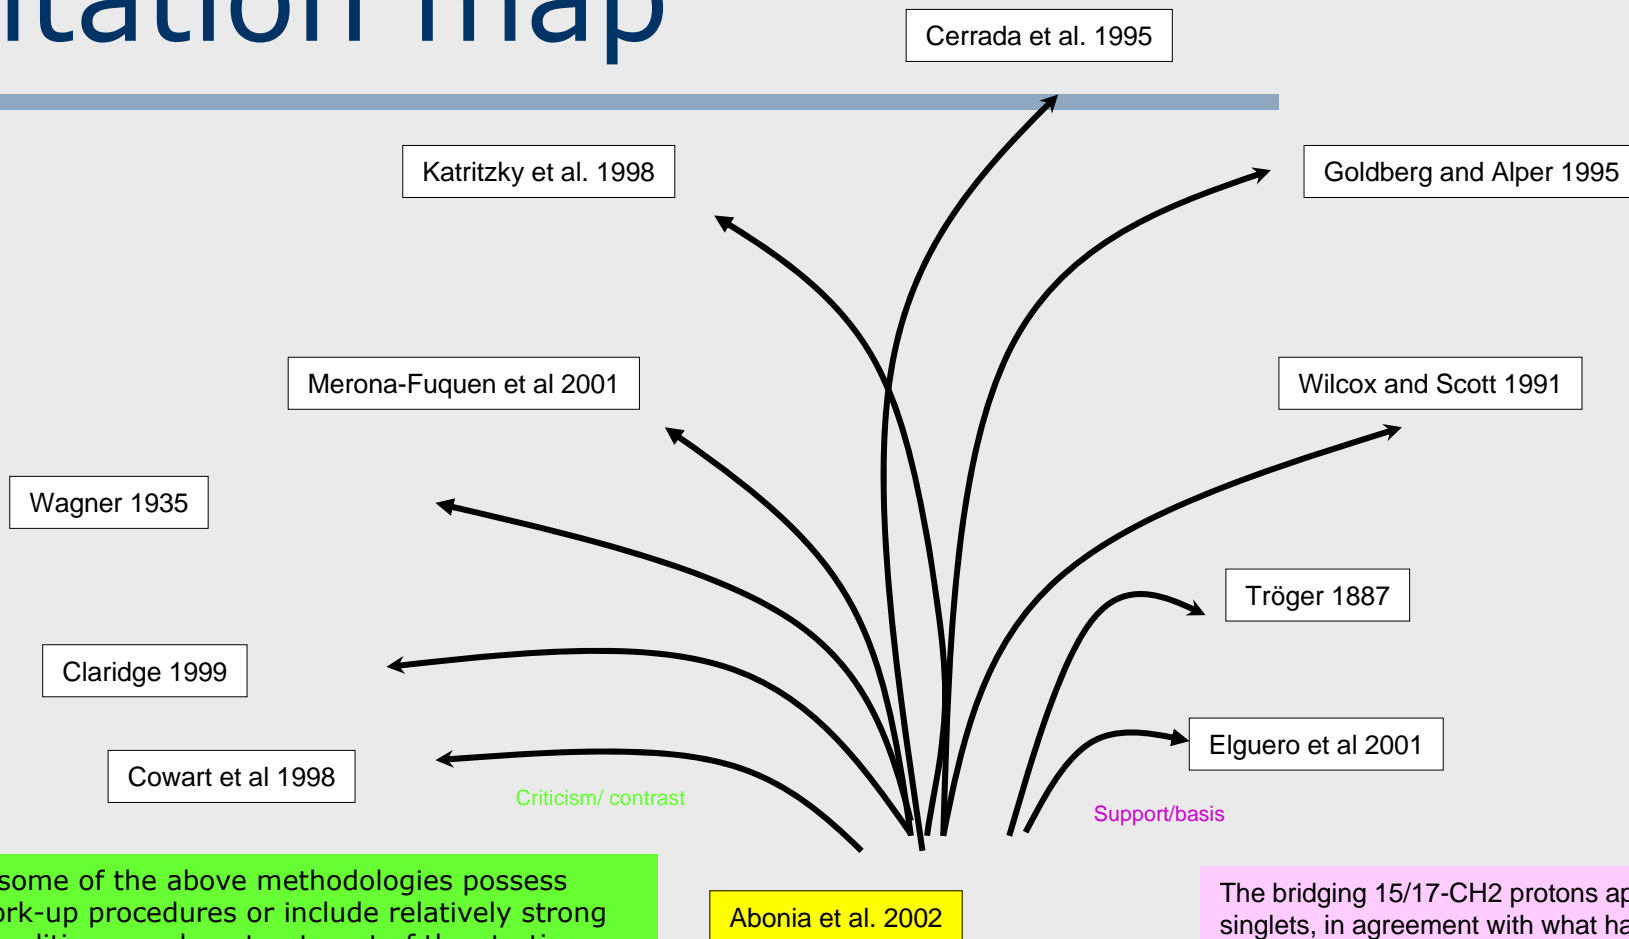 itation map
Cerrada et al. 1995
Katritzky et al. 1998
Goldberg and Alper 1995
Merona-Fuquen et al 2001
Wilcox and Scott 1991
Wagner 1935
Tröger 1887
Claridge 1999
Elguero et al 2001
Cowart et al 1998
Criticism/ contrast
Support/basis
some of the above methodologies possess
ork-up procedures or include relatively strong
Abonia et al. 2002
The bridging 15/17-CH2 protons ap
singlets, in agreement with what ha